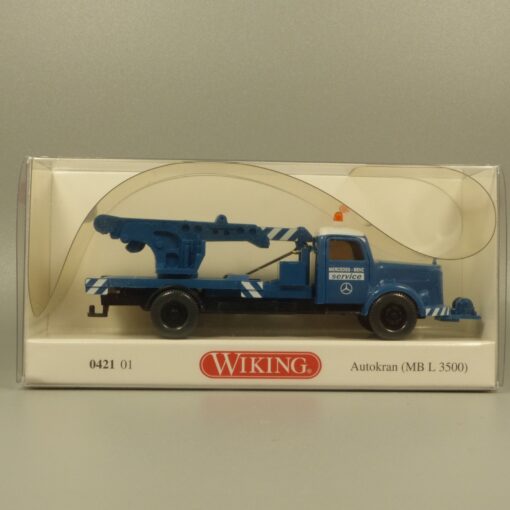 MERCEDES-BENZ
service
0421 01
WIKING
Autokran (MB L 3500)